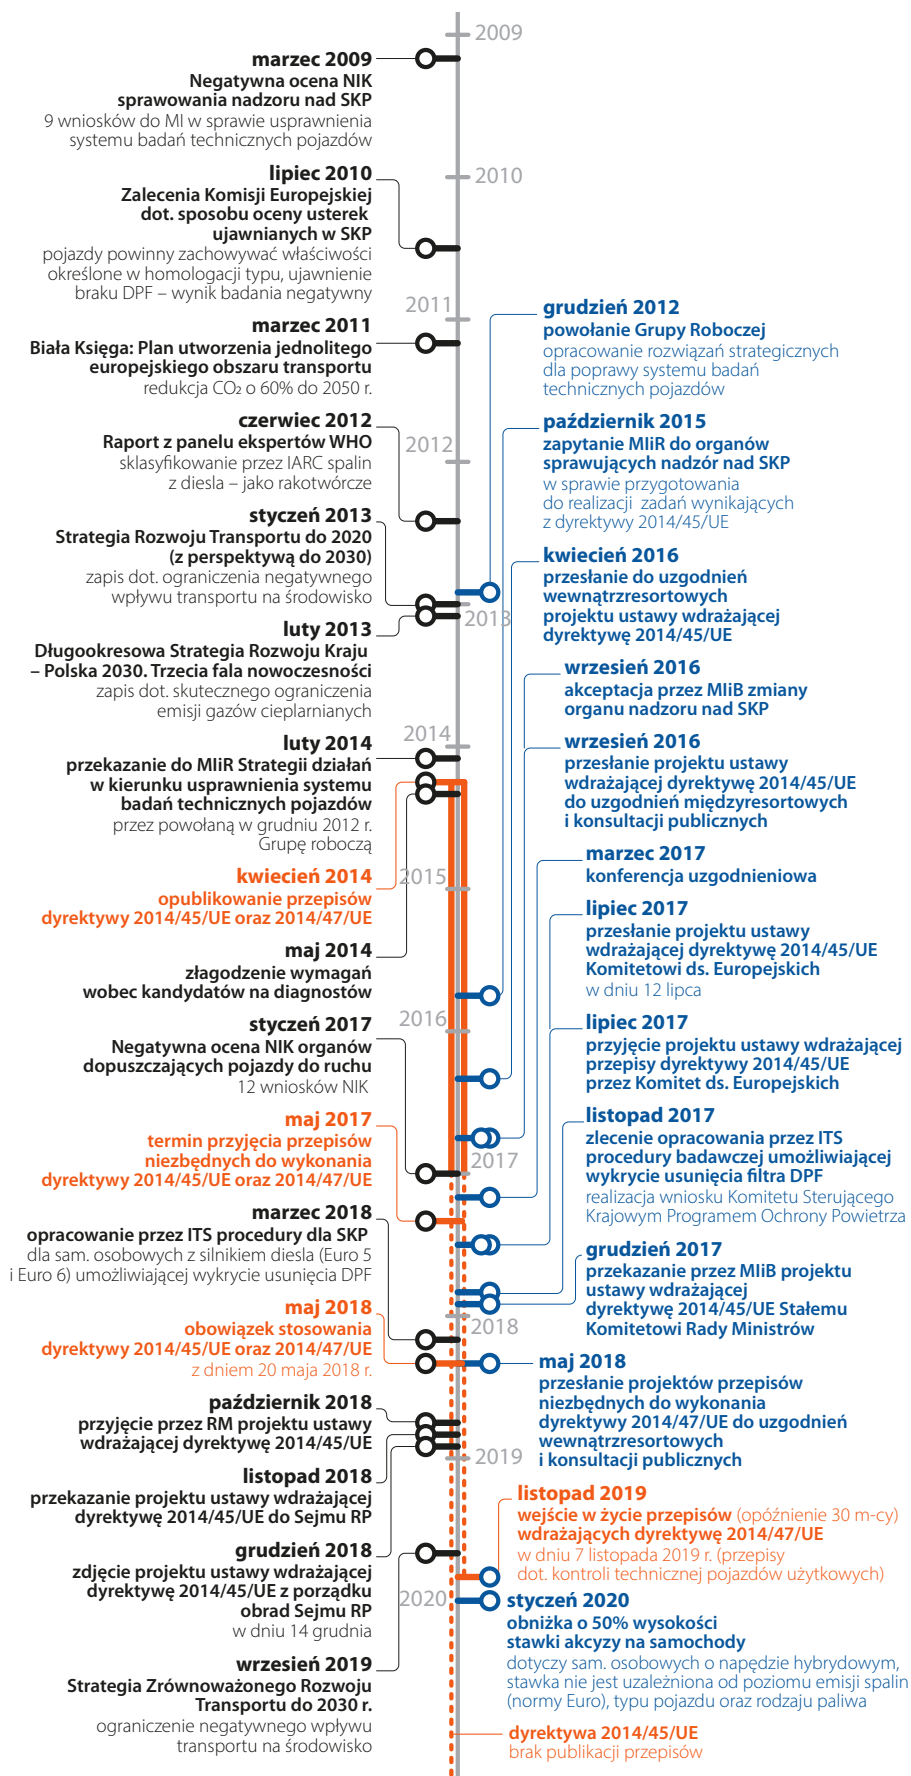 2009
marzec 2009
Negatywna ocena NIK
sprawowania nadzoru nad SKP
9 wniosków do MI w sprawie usprawnienia
systemu badań technicznych pojazdów
2010
lipiec 2010
Zalecenia Komisji Europejskiej
dot. sposobu oceny usterek
ujawnianych w SKP
pojazdy powinny zachowywać właściwości
określone w homologacji typu, ujawnienie
braku DPF – wynik badania negatywny
2011
marzec 2011
Biała Księga: Plan utworzenia jednolitego
europejskiego obszaru transportu
redukcja CO₂ o 60% do 2050 r.
czerwiec 2012
Raport z panelu ekspertów WHO
sklasyfikowanie przez IARC spalin
z diesla – jako rakotwórcze
2012
styczeń 2013
Strategia Rozwoju Transportu do 2020
(z perspektywą do 2030)
zapis dot. ograniczenia negatywnego
wpływu transportu na środowisko
2013
luty 2013
Długookresowa Strategia Rozwoju Kraju
– Polska 2030. Trzecia fala nowoczesności
zapis dot. skutecznego ograniczenia
emisji gazów cieplarnianych
2014
luty 2014
przekazanie do MIiR Strategii działań
w kierunku usprawnienia systemu
badań technicznych pojazdów
przez powołaną w grudniu 2012 r.
Grupę roboczą
kwiecień 2014
opublikowanie przepisów
dyrektywy 2014/45/UE oraz 2014/47/UE
2015
maj 2014
złagodzenie wymagań
wobec kandydatów na diagnostów
2016
styczeń 2017
Negatywna ocena NIK organów
dopuszczających pojazdy do ruchu
12 wniosków NIK
maj 2017
termin przyjęcia przepisów
niezbędnych do wykonania
dyrektywy 2014/45/UE oraz 2014/47/UE
2017
marzec 2018
opracowanie przez ITS procedury dla SKP
dla sam. osobowych z silnikiem diesla (Euro 5
i Euro 6) umożliwiającej wykrycie usunięcia DPF
maj 2018
obowiązek stosowania
dyrektywy 2014/45/UE oraz 2014/47/UE
z dniem 20 maja 2018 r.
2018
październik 2018
przyjęcie przez RM projektu ustawy
wdrażającej dyrektywę 2014/45/UE
listopad 2018
przekazanie projektu ustawy wdrażającej
dyrektywę 2014/45/UE do Sejmu RP
2019
grudzień 2018
zdjęcie projektu ustawy wdrażającej
dyrektywę 2014/45/UE z porządku
obrad Sejmu RP
w dniu 14 grudnia
2020
wrzesień 2019
Strategia Zrównoważonego Rozwoju
Transportu do 2030 r.
ograniczenie negatywnego wpływu
transportu na środowisko
grudzień 2012
powołanie Grupy Roboczej
opracowanie rozwiązań strategicznych
dla poprawy systemu badań
technicznych pojazdów
październik 2015
zapytanie MIiR do organów
sprawujących nadzór nad SKP
w sprawie przygotowania
do realizacji zadań wynikających
z dyrektywy 2014/45/UE
kwiecień 2016
przesłanie do uzgodnień
wewnątrzresortowych
projektu ustawy wdrażającej
dyrektywę 2014/45/UE
wrzesień 2016
akceptacja przez MIiB zmiany
organu nadzoru nad SKP
wrzesień 2016
przesłanie projektu ustawy
wdrażającej dyrektywę 2014/45/UE
do uzgodnień międzyresortowych
i konsultacji publicznych
marzec 2017
konferencja uzgodnieniowa
lipiec 2017
przesłanie projektu ustawy
wdrażającej dyrektywę 2014/45/UE
Komitetowi ds. Europejskich
w dniu 12 lipca
lipiec 2017
przyjęcie projektu ustawy wdrażającej
przepisy dyrektywy 2014/45/UE
przez Komitet ds. Europejskich
listopad 2017
zlecenie opracowania przez ITS
procedury badawczej umożliwiającej
wykrycie usunięcia filtra DPF
realizacja wniosku Komitetu Sterującego
Krajowym Programem Ochrony Powietrza
grudzień 2017
przekazanie przez MIiB projektu
ustawy wdrażającej
dyrektywę 2014/45/UE Stałemu
Komitetowi Rady Ministrów
maj 2018
przesłanie projektów przepisów
niezbędnych do wykonania
dyrektywy 2014/47/UE do uzgodnień
wewnątrzresortowych
i konsultacji publicznych
listopad 2019
wejście w życie przepisów (opóźnienie 30 m-cy)
wdrażających dyrektywę 2014/47/UE
w dniu 7 listopada 2019 r. (przepisy
dot. kontroli technicznej pojazdów użytkowych)
styczeń 2020
obniżka o 50% wysokości
stawki akcyzy na samochody
dotyczy sam. osobowych o napędzie hybrydowym,
stawka nie jest uzależniona od poziomu emisji spalin
(normy Euro), typu pojazdu oraz rodzaju paliwa
dyrektywa 2014/45/UE
brak publikacji przepisów